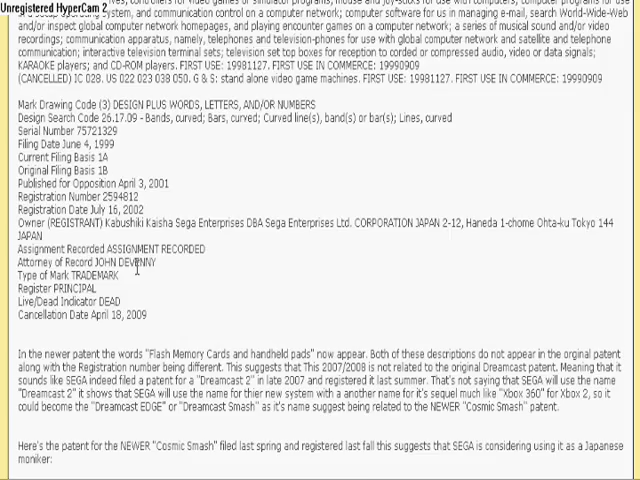 Unregistered HyperCam 2
ives, controllers for video games or simulator programs, mouse and joy-sticks for use with computers, computer programs for use
operating system, and communication control on a computer; computer software for us in managing e-mail, search World-Wide-Web
and/or inspect global computer network homepages, and playing encounter games on a computer; a series of musical sound and/or video
recordings; communication apparatus, namely, telephones and television-phones for use with global computer network and satellite and telephone
communication; interactive television terminal sets; television set top boxes for reception to corded or compressed audio, video or data signals;
KARAOKE players; and CD-ROM players. FIRST USE: 19981127. FIRST USE IN COMMERCE: 19990909
(CANCELLED) IC 028. US 022 023 038 050. G & S: stand alone video game machines. FIRST USE: 19981127. FIRST USE IN COMMERCE: 19990909
Mark Drawing Code (3) DESIGN PLUS WORDS, LETTERS, AND/OR NUMBERS
Design Search Code 26.17.09 - Bands, curved; Bars, curved; Curved line(s), band(s) or bar(s); Lines, curved
Serial Number 75721329
Filing Date June 4, 1999
Current Filing Basis 1A
Original Filing Basis 1B
Published for Opposition April 3, 2001
Registration Number 2594812
Registration Date July 16, 2002
Owner (REGISTRANT) Kabushiki Kaisha Sega Enterprises DBA Sega Enterprises Ltd. CORPORATION JAPAN 2-12, Haneda 1-chome Ohta-ku Tokyo 144
JAPAN
Assignment Recorded ASSIGNMENT RECORDED
Attorney of Record JOHN DEVENNY
Type of Mark TRADEMARK
Register PRINCIPAL
Live/Dead Indicator DEAD
Cancellation Date April 18, 2009
In the newer patent the words "Flash Memory Cards and handheld pads" now appear. Both of these descriptions do not appear in the orginal patent
along with the Registration number being different. This suggests that This 2007/2008 is not related to the original Dreamcast patent. Meaning that it
sounds like SEGA indeed filed a patent for a "Dreamcast 2" in late 2007 and registered it last summer. That's not saying that SEGA will use the name
"Dreamcast 2" it shows that SEGA will use the name for thier new system with a another name for it's sequel much like "Xbox 360" for Xbox 2, so it
could become the "Dreamcast EDGE" or "Dreamcast Smash" as it's name suggest being related to the NEWER "Cosmic Smash" patent.
Here's the patent for the NEWER "Cosmic Smash" filed last spring and registered last fall this suggests that SEGA is considering using it as a Japanese
moniker: